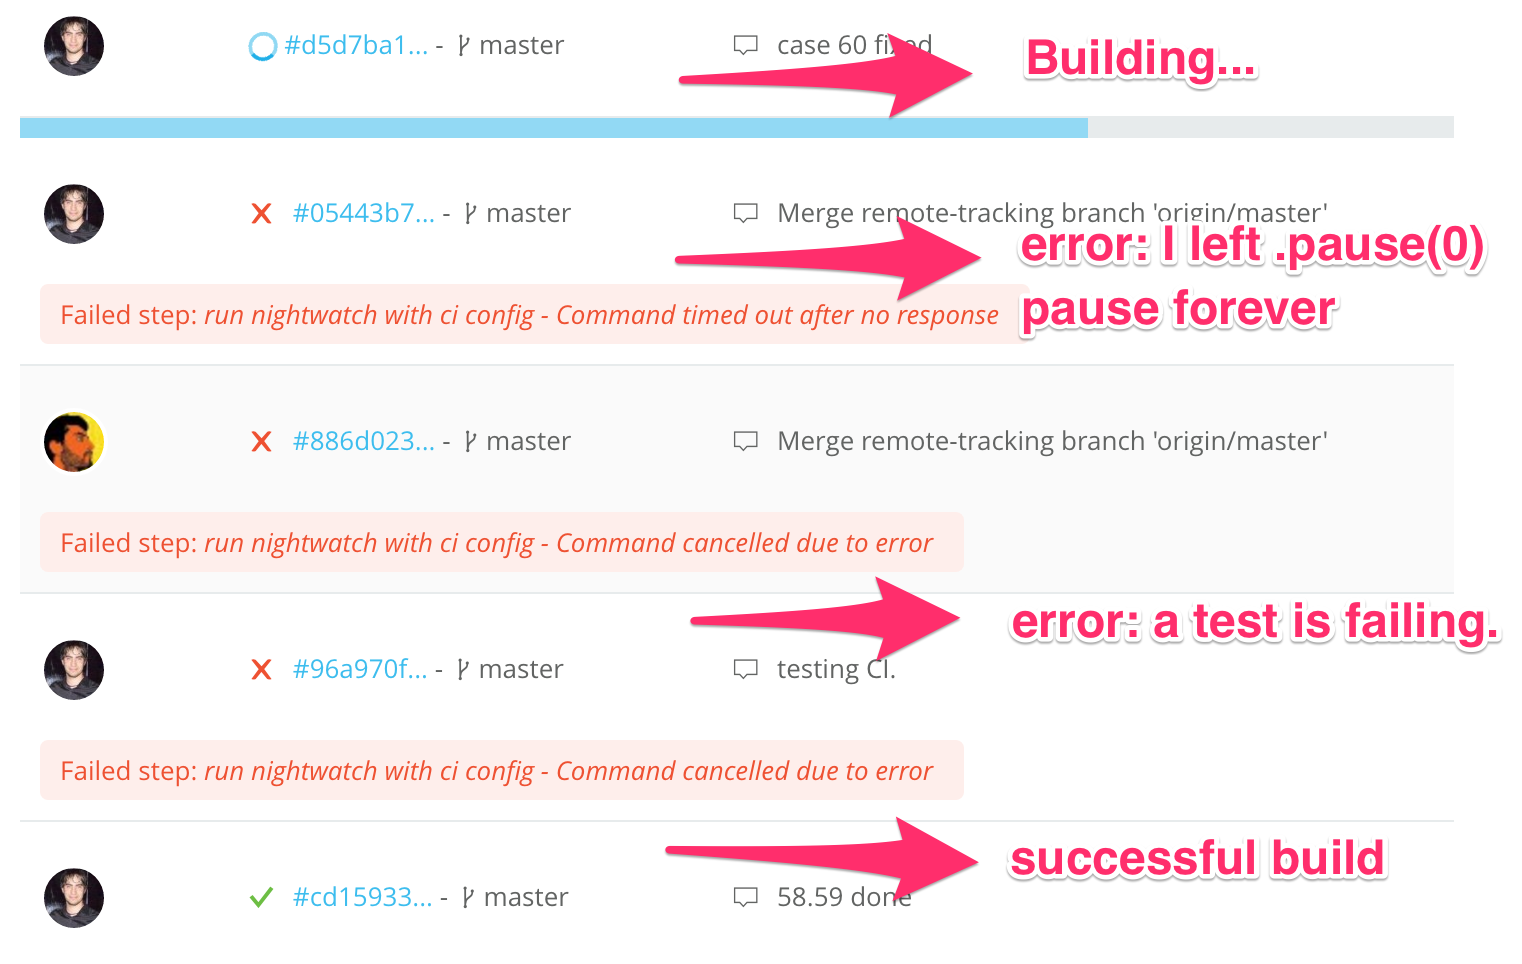 #d5d7ba1... - master case 60 fixed
Building...
#05443b7... - master Merge remote-tracking branch 'origin/master'
error: I left .pause(0)
pause forever
Failed step: run nightwatch with ci config - Command timed out after no response
#886d023... - master Merge remote-tracking branch 'origin/master'
Failed step: run nightwatch with ci config - Command cancelled due to error
error: a test is failing.
#96a970f... - master testing CI.
Failed step: run nightwatch with ci config - Command cancelled due to error
successful build
#cd15933... - master 58.59 done